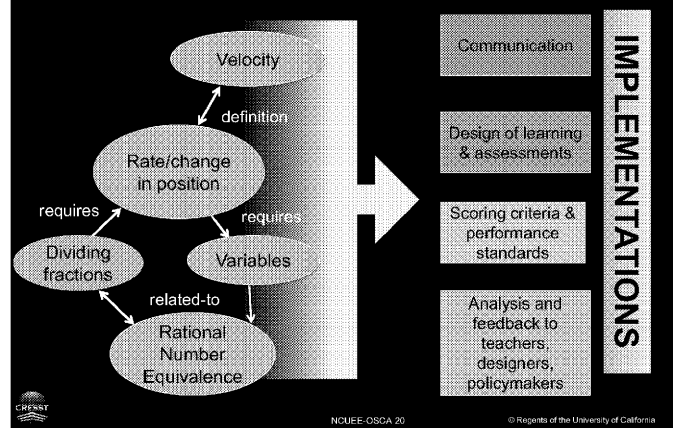 Velocity
definition
Rate/change
in position
requires
requires
Dividing
fractions
Variables
related-to
Rational
Number
Equivalence
Communication
Design of learning
& assessments
Scoring criteria &
performance
standards
Analysis and
feedback to
teachers,
designers,
policymakers
IMPLEMENTATIONS
CRESST
NCUEE-OSCA 20
© Regents of the University of California